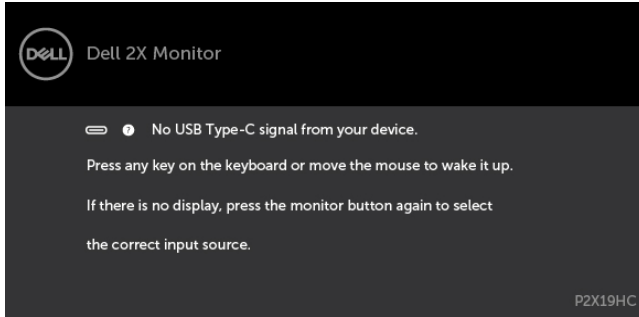 DELL
Dell 2X Monitor
? No USB Type-C signal from your device.
Press any key on the keyboard or move the mouse to wake it up.
If there is no display, press the monitor button again to select
the correct input source.
P2X19HC